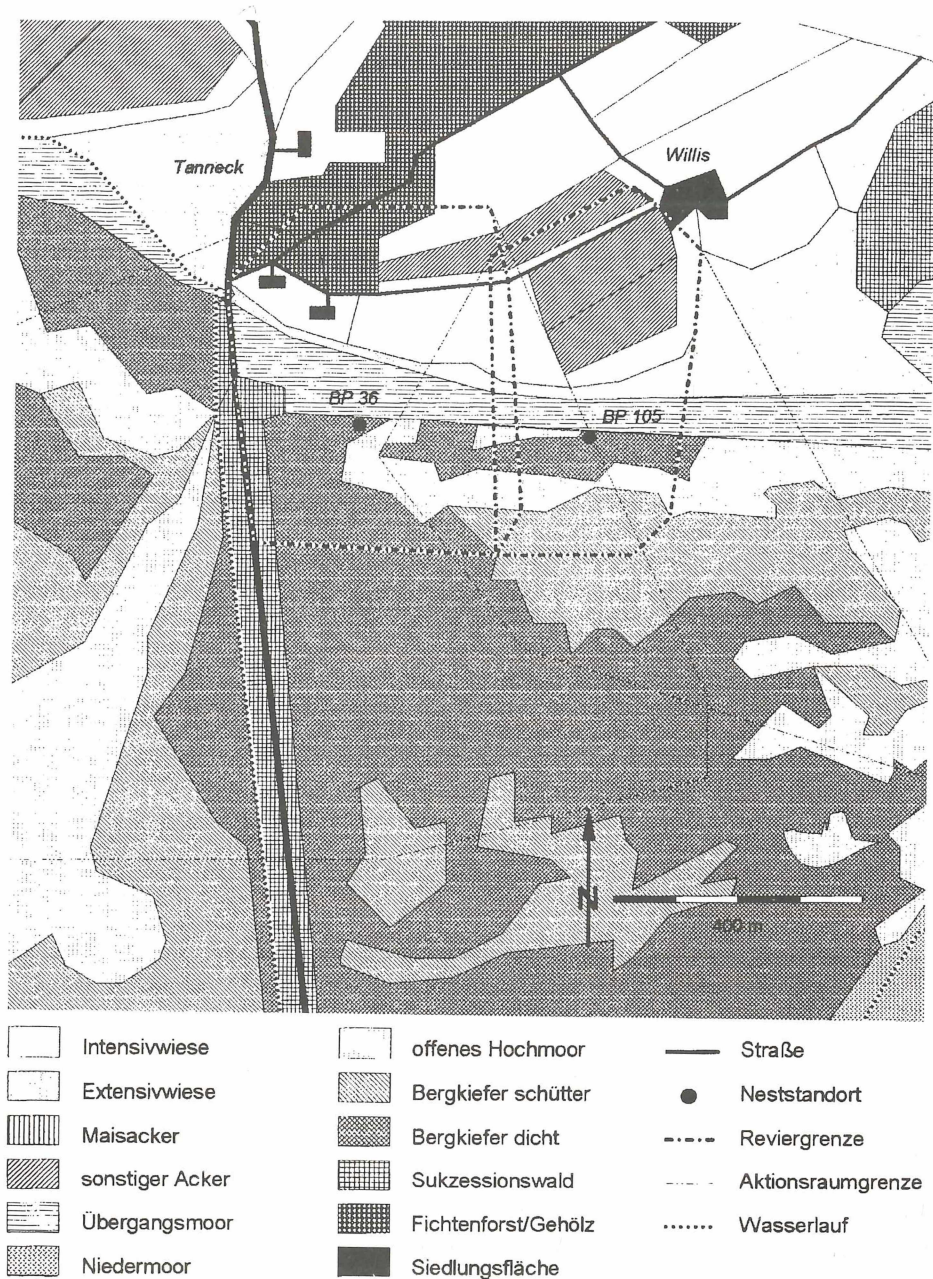 Tanneck
Willis
BP 36
BP 105
N
400 m
Intensivwiese
Extensivwiese
Maisacker
sonstiger Acker
Übergangsmoor
Niedermoor
offenes Hochmoor
Bergkiefer schütter
Bergkiefer dicht
Sukzessionswald
Fichtenforst/Gehölz
Siedlungsfläche
Straße
Neststandort
Reviergrenze
Aktionsraumgrenze
Wasserlauf